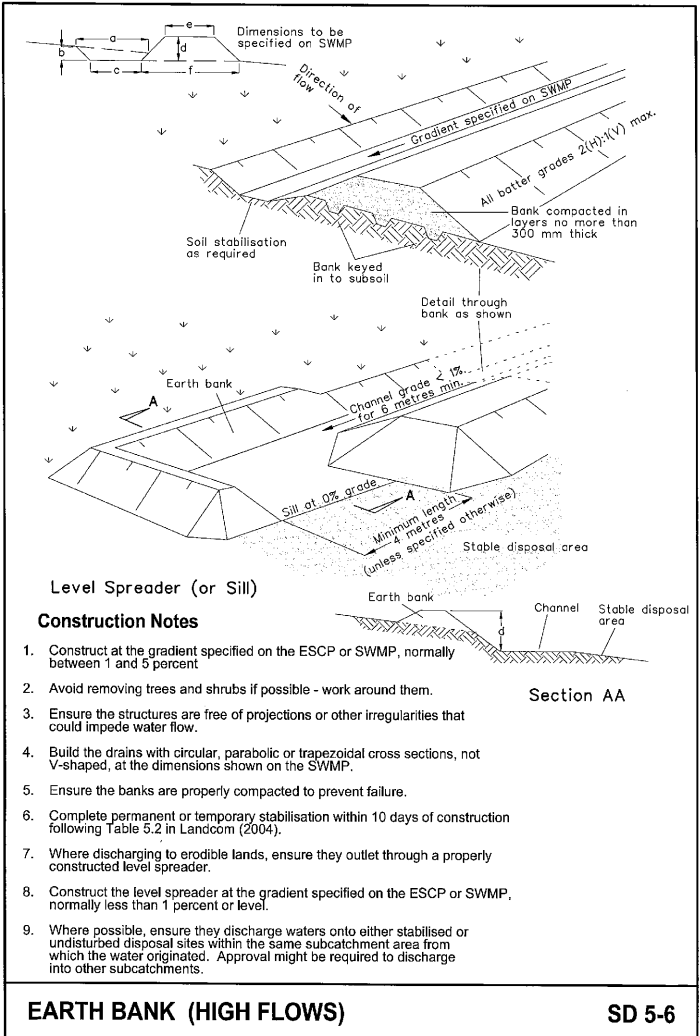 e
Dimensions to be
specified on SWMP
a
b
d
c
f
Direction of
flow
Gradient specified on SWMP
All batter grades 2(H):1(V) max.
Bank compacted in
layers no more than
300 mm thick
Soil stabilisation
as required
Bank keyed
in to subsoil
Detail through
bank as shown
Earth bank
Channel grade < 1%
for 6 metres min.
A
Sill at 0% grade
A
Minimum length
4 metres
(unless specified otherwise)
Stable disposal area
Level Spreader (or Sill)
Earth bank
d
Channel
Stable disposal
area
Section AA
Construction Notes
1. Construct at the gradient specified on the ESCP or SWMP, normally
between 1 and 5 percent
2. Avoid removing trees and shrubs if possible - work around them.
3. Ensure the structures are free of projections or other irregularities that
could impede water flow.
4. Build the drains with circular, parabolic or trapezoidal cross sections, not
V-shaped, at the dimensions shown on the SWMP.
5. Ensure the banks are properly compacted to prevent failure.
6. Complete permanent or temporary stabilisation within 10 days of construction
following Table 5.2 in Landcom (2004).
7. Where discharging to erodible lands, ensure they outlet through a properly
constructed level spreader.
8. Construct the level spreader at the gradient specified on the ESCP or SWMP,
normally less than 1 percent or level.
9. Where possible, ensure they discharge waters onto either stabilised or
undisturbed disposal sites within the same subcatchment area from
which the water originated. Approval might be required to discharge
into other subcatchments.
EARTH BANK (HIGH FLOWS)
SD 5-6